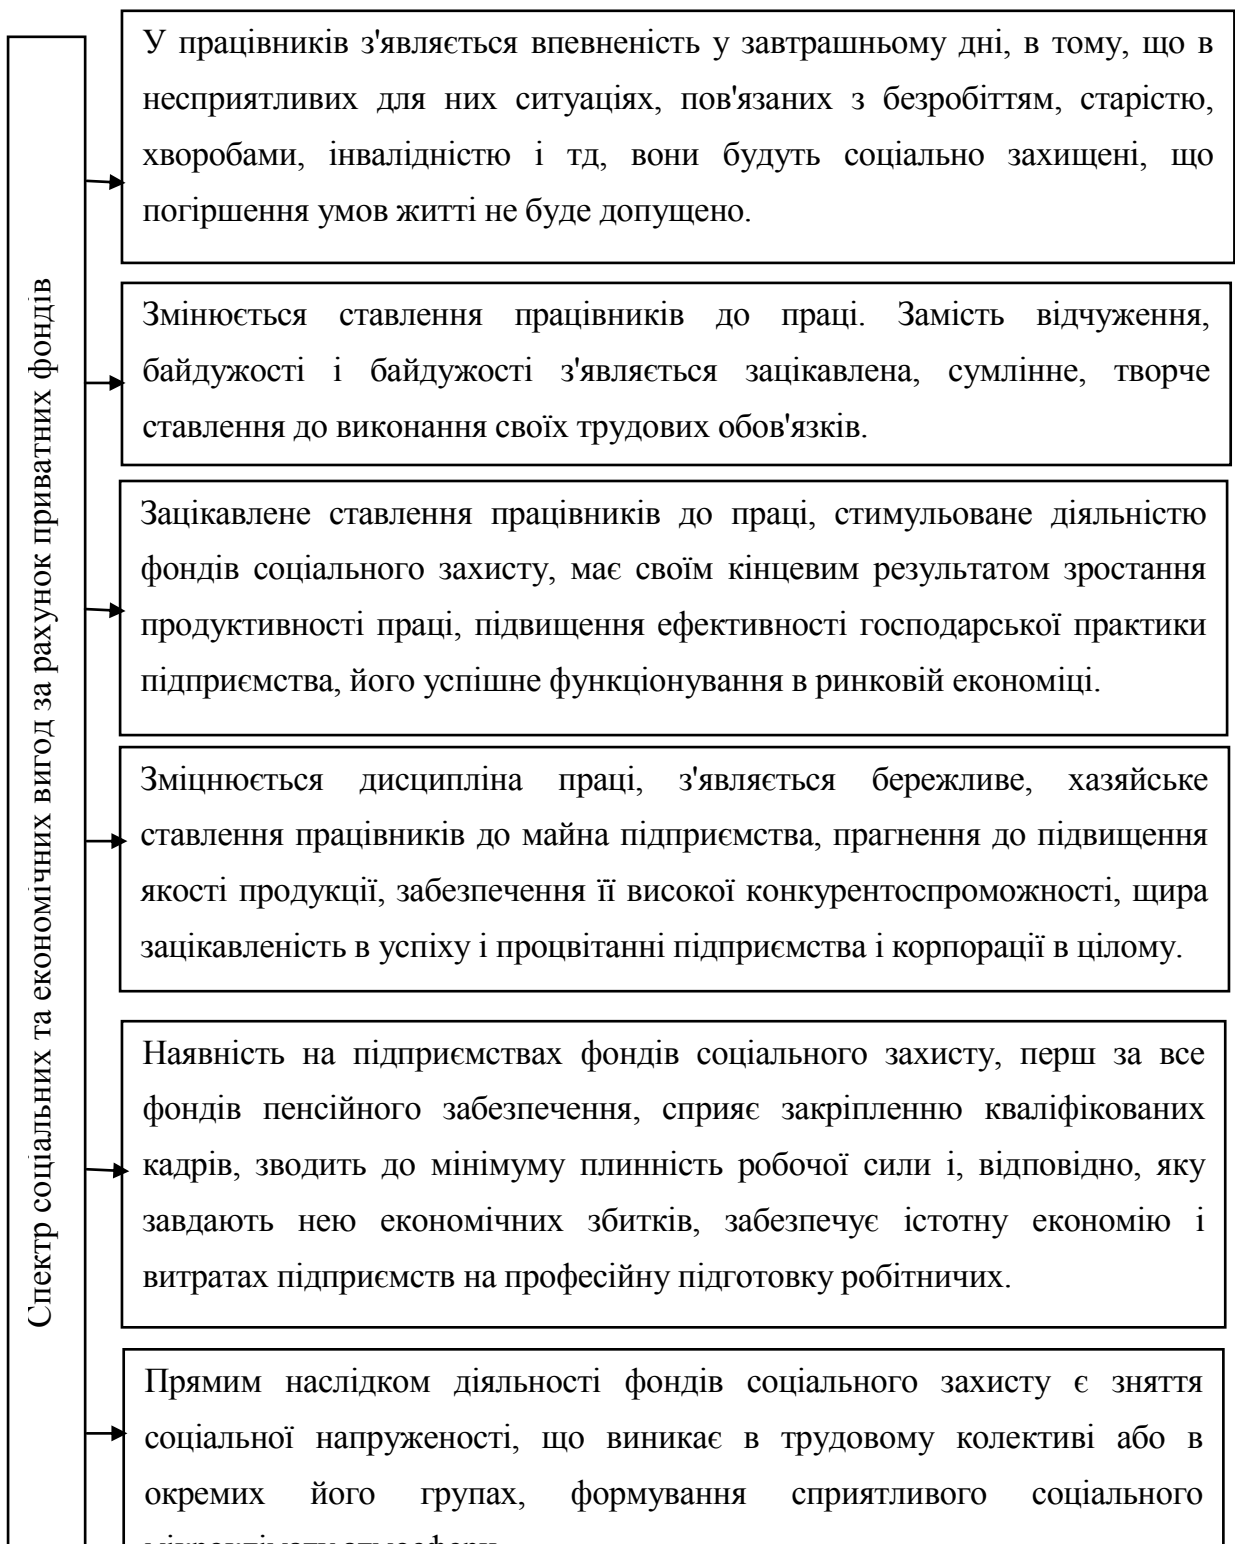 Спектр соціальних та економічних вигод за рахунок приватних фондів
У працівників з'являється впевненість у завтрашньому дні, в тому, що в
несприятливих для них ситуаціях, пов'язаних з безробіттям, старістю,
хворобами, інвалідністю і тд, вони будуть соціально захищені, що
погіршення умов житті не буде допущено.
Змінюється ставлення працівників до праці. Замість відчуження,
байдужості і байдужості з'являється зацікавлена, сумлінне, творче
ставлення до виконання своїх трудових обов'язків.
Зацікавлене ставлення працівників до праці, стимульоване діяльністю
фондів соціального захисту, має своїм кінцевим результатом зростання
продуктивності праці, підвищення ефективності господарської практики
підприємства, його успішне функціонування в ринковій економіці.
Зміцнюється дисципліна праці, з'являється бережливе, хазяйське
ставлення працівників до майна підприємства, прагнення до підвищення
якості продукції, забезпечення її високої конкурентоспроможності, щира
зацікавленість в успіху і процвітанні підприємства і корпорації в цілому.
Наявність на підприємствах фондів соціального захисту, перш за все
фондів пенсійного забезпечення, сприяє закріпленню кваліфікованих
кадрів, зводить до мінімуму плинність робочої сили і, відповідно, яку
завдають нею економічних збитків, забезпечує істотну економію і
витратах підприємств на професійну підготовку робітничих.
Прямим наслідком діяльності фондів соціального захисту є зняття
соціальної напруженості, що виникає в трудовому колективі або в
окремих його групах, формування сприятливого соціального